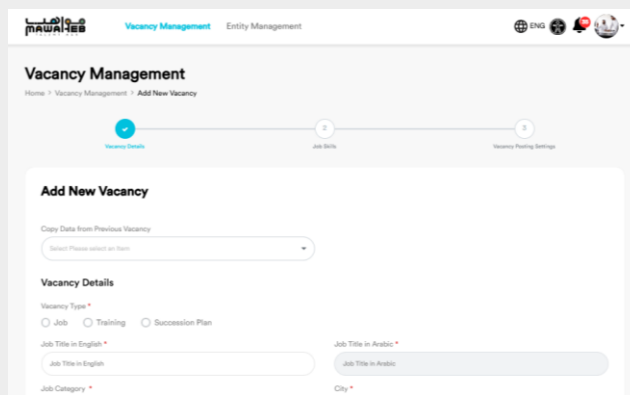 مواهب
MAWAHEB
TALENT HUB
Vacancy Management
Entity Management
ENG
Vacancy Management
Home > Vacancy Management > Add New Vacancy
2
3
Vacancy Details
Job Skills
Vacancy Posting Settings
Add New Vacancy
Copy Data from Previous Vacancy
Select Please select an Item
Vacancy Details
Vacancy Type *
Job
Training
Succession Plan
Job Title in English *
Job Title in Arabic *
Job Title in English
Job Title in Arabic
Job Category *
City *